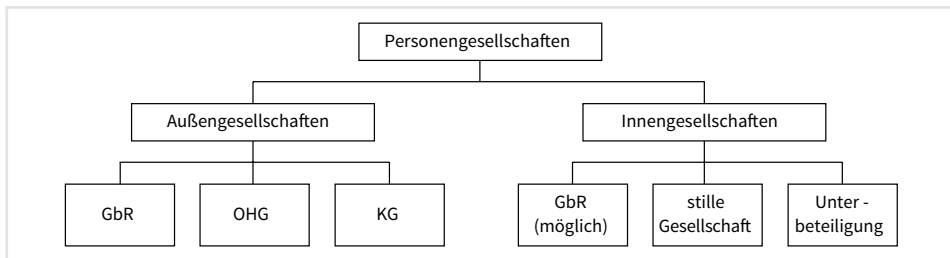 Personengesellschaften
Außengesellschaften
Innengesellschaften
GbR
OHG
KG
GbR
(möglich)
stille
Gesellschaft
Unter -
beteiligung